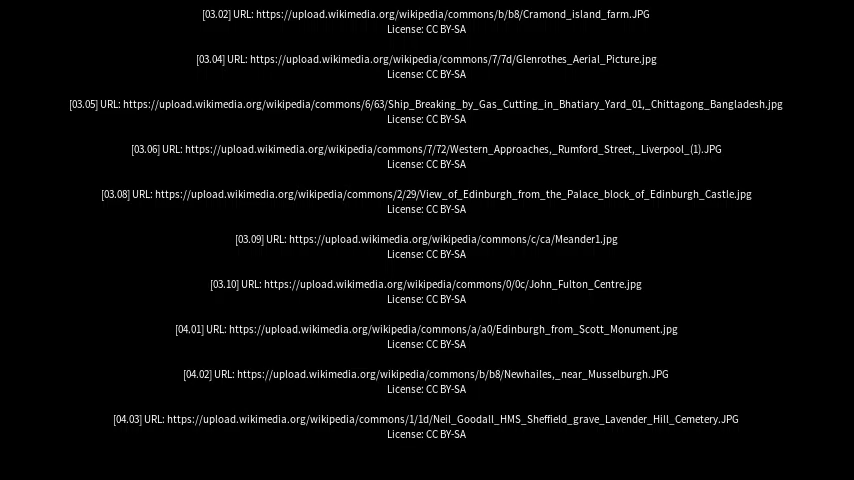 [03.02] URL: https://upload.wikimedia.org/wikipedia/commons/b/b8/Cramond_island_farm.JPG
License: CC BY-SA
[03.04] URL: https://upload.wikimedia.org/wikipedia/commons/7/7d/Glenrothes_Aerial_Picture.jpg
License: CC BY-SA
[03.05] URL: https://upload.wikimedia.org/wikipedia/commons/6/63/Ship_Breaking_by_Gas_Cutting_in_Bhatiary_Yard_01,_Chittagong_Bangladesh.jpg
License: CC BY-SA
[03.06] URL: https://upload.wikimedia.org/wikipedia/commons/7/72/Western_Approaches,_Rumford_Street,_Liverpool_(1).JPG
License: CC BY-SA
[03.08] URL: https://upload.wikimedia.org/wikipedia/commons/2/29/View_of_Edinburgh_from_the_Palace_block_of_Edinburgh_Castle.jpg
License: CC BY-SA
[03.09] URL: https://upload.wikimedia.org/wikipedia/commons/c/ca/Meander1.jpg
License: CC BY-SA
[03.10] URL: https://upload.wikimedia.org/wikipedia/commons/0/0c/John_Fulton_Centre.jpg
License: CC BY-SA
[04.01] URL: https://upload.wikimedia.org/wikipedia/commons/a/a0/Edinburgh_from_Scott_Monument.jpg
License: CC BY-SA
[04.02] URL: https://upload.wikimedia.org/wikipedia/commons/b/b8/Newhailes,_near_Musselburgh.JPG
License: CC BY-SA
[04.03] URL: https://upload.wikimedia.org/wikipedia/commons/1/1d/Neil_Goodall_HMS_Sheffield_grave_Lavender_Hill_Cemetery.JPG
License: CC BY-SA